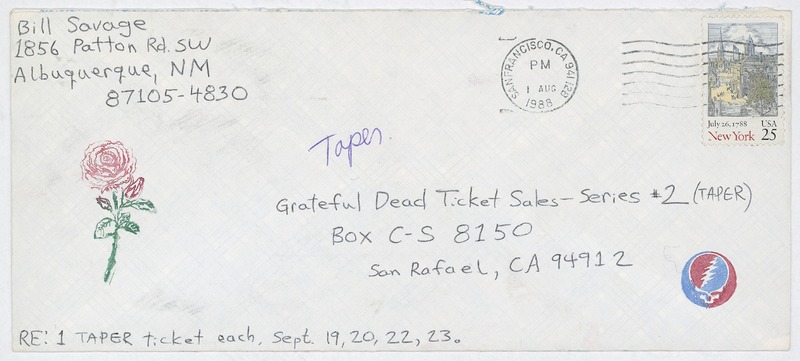 Bill Savage
1856 Patton Rd. SW
Albuquerque, NM
87105-4830
SAN FRANCISCO, CA 941
PM
1 AUG
1988
July 26, 1788 USA
New York 25
Taper.
Grateful Dead Ticket Sales - Series #2 (TAPER)
Box C-S 8150
San Rafael, CA 94912
RE: 1 TAPER ticket each, Sept. 19, 20, 22, 23.